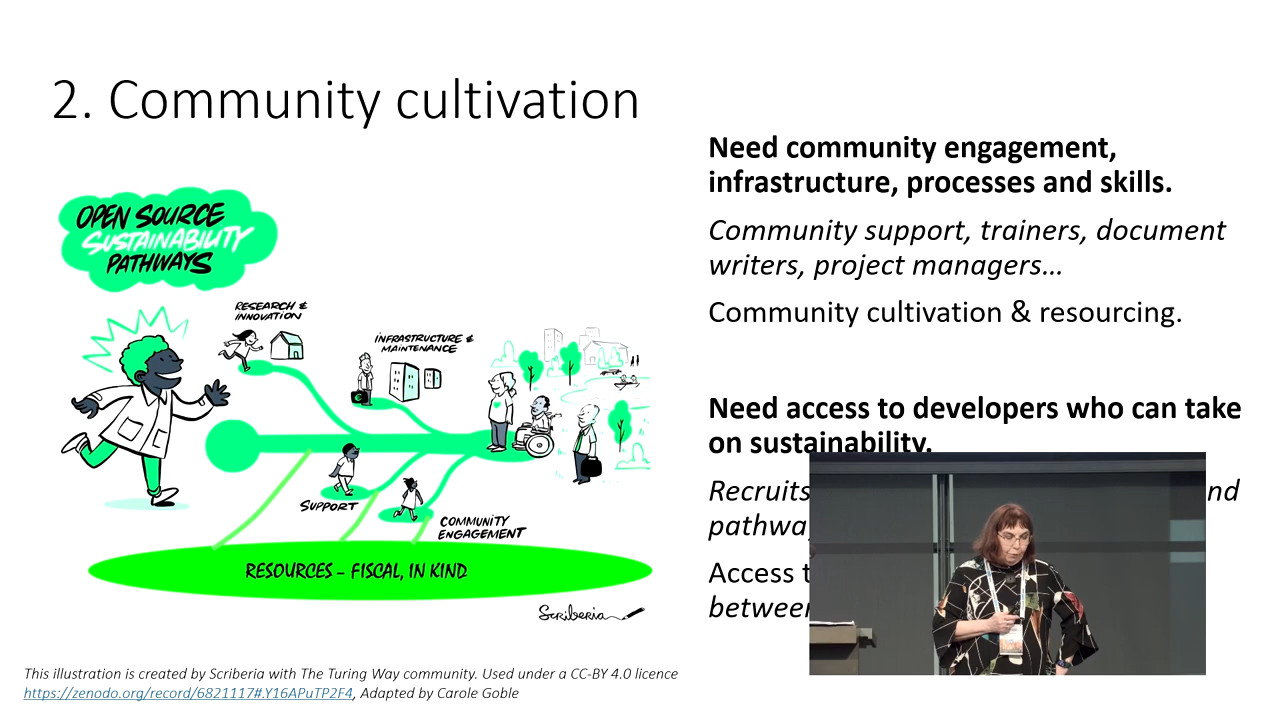 2. Community cultivation
OPEN SOURCE
SUSTAINABILITY
PATHWAYS
RESEARCH &
INNOVATION
INFRASTRUCTURE &
MAINTENANCE
SUPPORT
COMMUNITY
ENGAGEMENT
RESOURCES – FISCAL, IN KIND
Scriberia
This illustration is created by Scriberia with The Turing Way community. Used under a CC-BY 4.0 licence
https://zenodo.org/record/6821117#.Y16APuTP2F4, Adapted by Carole Goble
Need community engagement,
infrastructure, processes and skills.
Community support, trainers, document
writers, project managers…
Community cultivation & resourcing.
Need access to developers who can take
on sustainability.
Recruits
Access
between